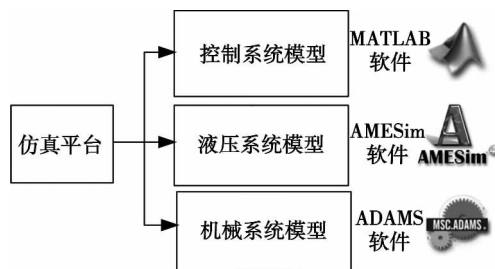 控制系统模型
MATLAB
软件
仿真平台
液压系统模型
AMESim
软件
AMESim
机械系统模型
ADAMS
软件
MSC.ADAMS